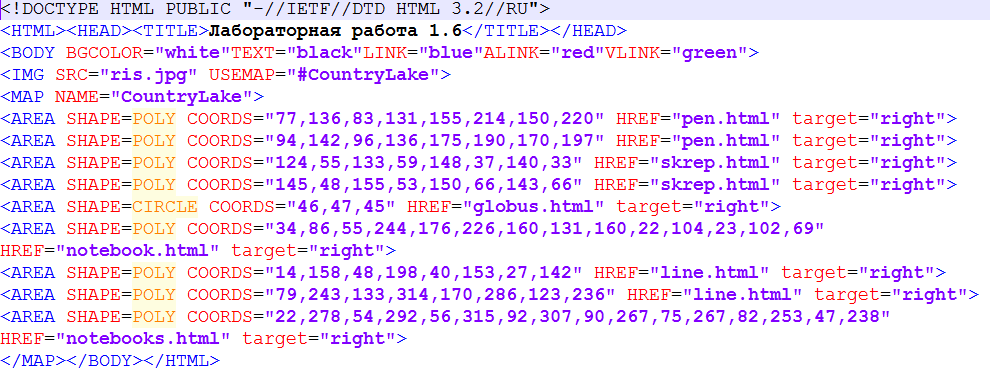 <!DOCTYPE HTML PUBLIC "-//IETF//DTD HTML 3.2//RU">
<HTML><HEAD><TITLE>Лабораторная работа 1.6</TITLE></HEAD>
<BODY BGCOLOR="white"TEXT="black"LINK="blue"ALINK="red"VLINK="green">
<IMG SRC="ris.jpg" USEMAP="#CountryLake">
<MAP NAME="CountryLake">
<AREA SHAPE=POLY COORDS="77,136,83,131,155,214,150,220" HREF="pen.html" target="right">
<AREA SHAPE=POLY COORDS="94,142,96,136,175,190,170,197" HREF="pen.html" target="right">
<AREA SHAPE=POLY COORDS="124,55,133,59,148,37,140,33" HREF="skrep.html" target="right">
<AREA SHAPE=POLY COORDS="145,48,155,53,150,66,143,66" HREF="skrep.html" target="right">
<AREA SHAPE=CIRCLE COORDS="46,47,45" HREF="globus.html" target="right">
<AREA SHAPE=POLY COORDS="34,86,55,244,176,226,160,131,160,22,104,23,102,69"
HREF="notebook.html" target="right">
<AREA SHAPE=POLY COORDS="14,158,48,198,40,153,27,142" HREF="line.html" target="right">
<AREA SHAPE=POLY COORDS="79,243,133,314,170,286,123,236" HREF="line.html" target="right">
<AREA SHAPE=POLY COORDS="22,278,54,292,56,315,92,307,90,267,75,267,82,253,47,238"
HREF="notebooks.html" target="right">
</MAP></BODY></HTML>